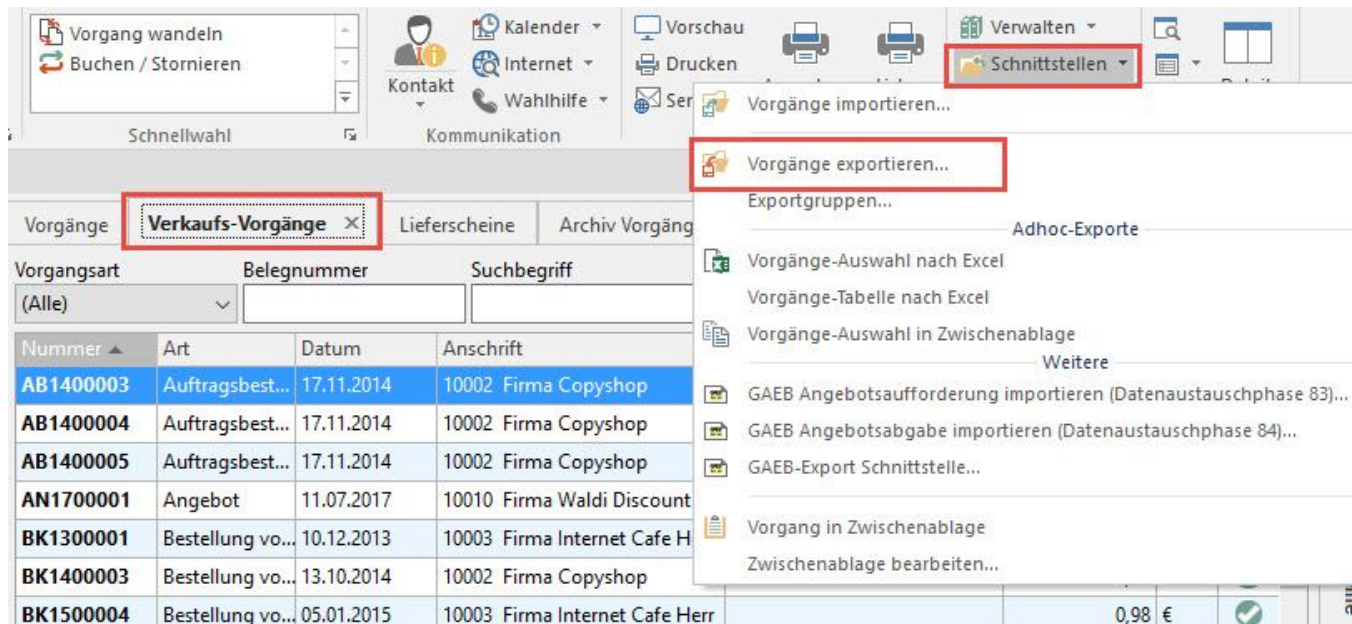 Vorgang wandeln
Buchen / Stornieren
Schnellwahl
Kontakt
Kalender
Internet
Wahlhilfe
Kommunikation
Vorschau
Drucken
Verwalten
Schnittstellen
Vorgänge importieren...
Vorgänge exportieren...
Exportgruppen...
Adhoc-Exporte
Vorgänge-Auswahl nach Excel
Vorgänge-Tabelle nach Excel
Vorgänge-Auswahl in Zwischenablage
Weitere
GAEB Angebotsaufforderung importieren (Datenaustauschphase 83)...
GAEB Angebotsabgabe importieren (Datenaustauschphase 84)...
GAEB-Export Schnittstelle...
Vorgang in Zwischenablage
Zwischenablage bearbeiten...
Vorgänge Verkaufs-Vorgänge Lieferscheine Archiv Vorgäng
Vorgangsart Belegnummer Suchbegriff
(Alle)
Nummer Art Datum Anschrift
AB1400003 Auftragsbest... 17.11.2014 10002 Firma Copyshop
AB1400004 Auftragsbest... 17.11.2014 10002 Firma Copyshop
AB1400005 Auftragsbest... 17.11.2014 10002 Firma Copyshop
AN1700001 Angebot 11.07.2017 10010 Firma Waldi Discount
BK1300001 Bestellung vo... 10.12.2013 10003 Firma Internet Cafe H
BK1400003 Bestellung vo... 13.10.2014 10002 Firma Copyshop
BK1500004 Bestellung vo... 05.01.2015 10003 Firma Internet Cafe Herr 0,98 €